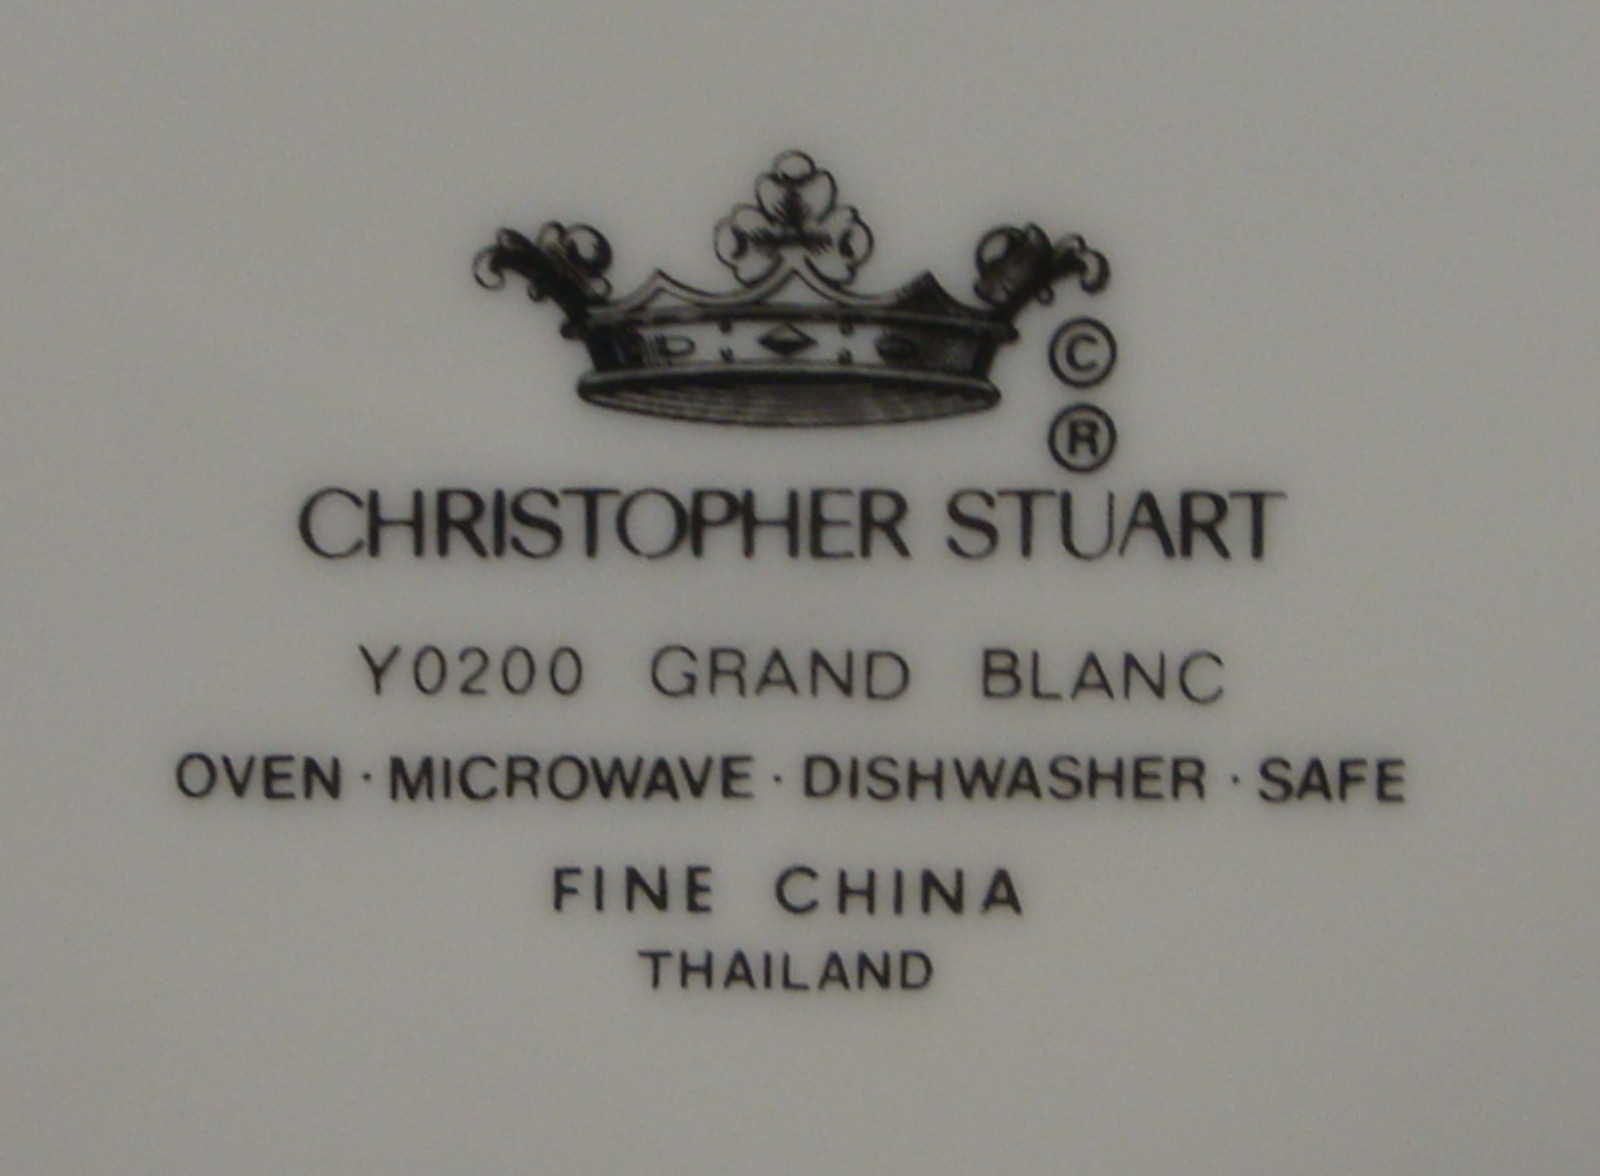 ©
®
CHRISTOPHER STUART
Y0200 GRAND BLANC
OVEN · MICROWAVE · DISHWASHER · SAFE
FINE CHINA
THAILAND